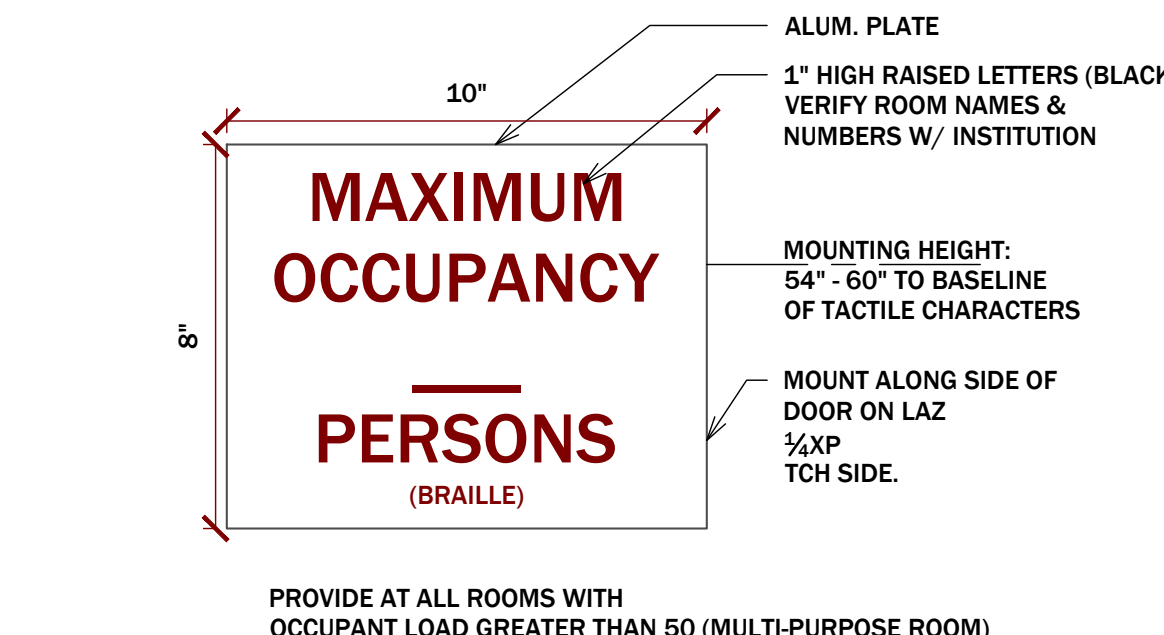 ALUM. PLATE
1" HIGH RAISED LETTERS (BLACK
VERIFY ROOM NAMES &
NUMBERS W/ INSTITUTION
10"
MAXIMUM
OCCUPANCY
PERSONS
(BRAILLE)
8"
MOUNTING HEIGHT:
54" - 60" TO BASELINE
OF TACTILE CHARACTERS
MOUNT ALONG SIDE OF
DOOR ON LAZ
¼XP
TCH SIDE.
PROVIDE AT ALL ROOMS WITH
OCCUPANT LOAD GREATER THAN 50 (MULTI-PURPOSE ROOM)